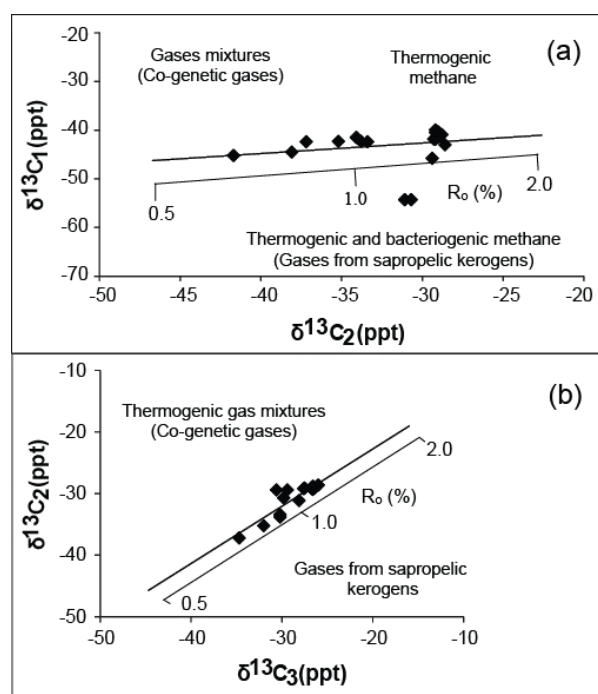 (a)
Gases mixtures
(Co-genetic gases)
Thermogenic
methane
-20
-30
-40
-50
-60
-70
δ¹³C₁(ppt)
0.5
1.0
2.0
Rₒ (%)
Thermogenic and bacteriogenic methane
(Gases from sapropelic kerogens)
-50
-45
-40
-35
-30
-25
-20
δ¹³C₂(ppt)
(b)
Thermogenic gas mixtures
(Co-genetic gases)
-10
-20
-30
-40
-50
δ¹³C₂(ppt)
2.0
Rₒ (%)
1.0
0.5
Gases from sapropelic
kerogens
-50
-40
-30
-20
-10
δ¹³C₃(ppt)